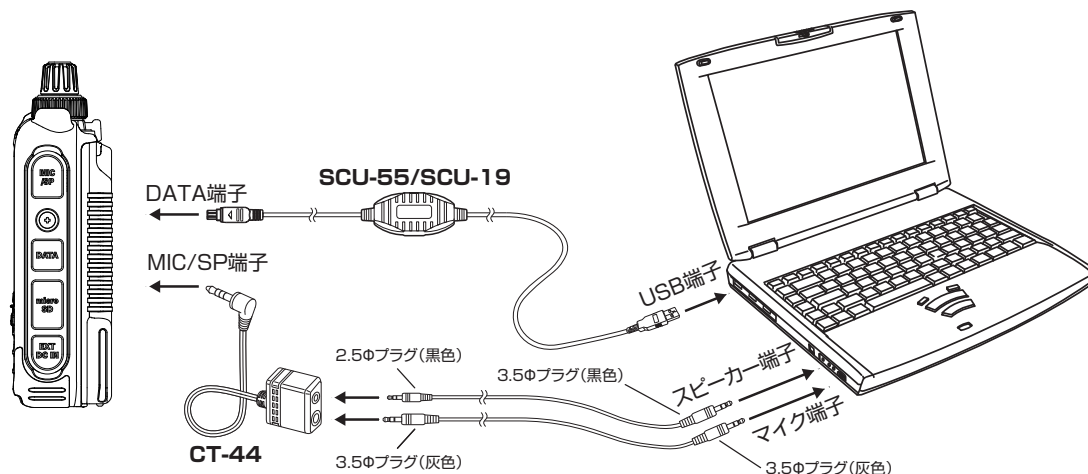 MIC
/SP
DATA
micro
SD
EXT
DC IN
DATA端子
SCU-55/SCU-19
MIC/SP端子
USB端子
2.5Φプラグ(黒色)
3.5Φプラグ(黒色)
スピーカー端子
マイク端子
CT-44
3.5Φプラグ(灰色)
3.5Φプラグ(灰色)